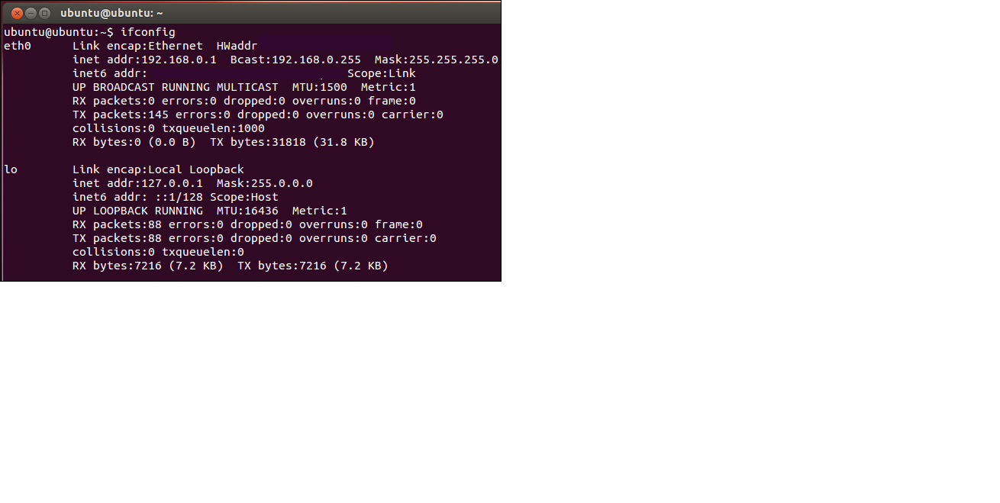 ubuntu@ubuntu: ~
ubuntu@ubuntu:~$ ifconfig
eth0      Link encap:Ethernet  HWaddr
          inet addr:192.168.0.1  Bcast:192.168.0.255  Mask:255.255.255.0
          inet6 addr:                             Scope:Link
          UP BROADCAST RUNNING MULTICAST  MTU:1500  Metric:1
          RX packets:0 errors:0 dropped:0 overruns:0 frame:0
          TX packets:145 errors:0 dropped:0 overruns:0 carrier:0
          collisions:0 txqueuelen:1000
          RX bytes:0 (0.0 B)  TX bytes:31818 (31.8 KB)

lo        Link encap:Local Loopback
          inet addr:127.0.0.1  Mask:255.0.0.0
          inet6 addr: ::1/128 Scope:Host
          UP LOOPBACK RUNNING  MTU:16436  Metric:1
          RX packets:88 errors:0 dropped:0 overruns:0 frame:0
          TX packets:88 errors:0 dropped:0 overruns:0 carrier:0
          collisions:0 txqueuelen:0
          RX bytes:7216 (7.2 KB)  TX bytes:7216 (7.2 KB)